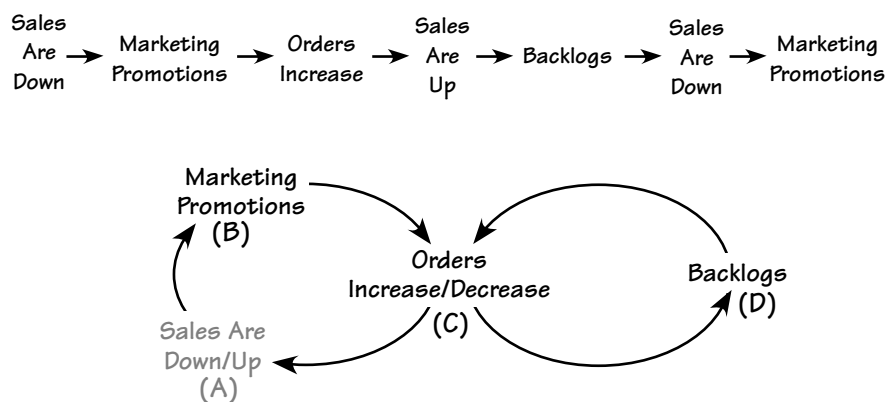 Sales
Are
Down
Marketing
Promotions
Orders
Increase
Sales
Are
Up
Backlogs
Sales
Are
Down
Marketing
Promotions
Marketing
Promotions
(B)
Orders
Increase/Decrease
(C)
Backlogs
(D)
Sales Are
Down/Up
(A)